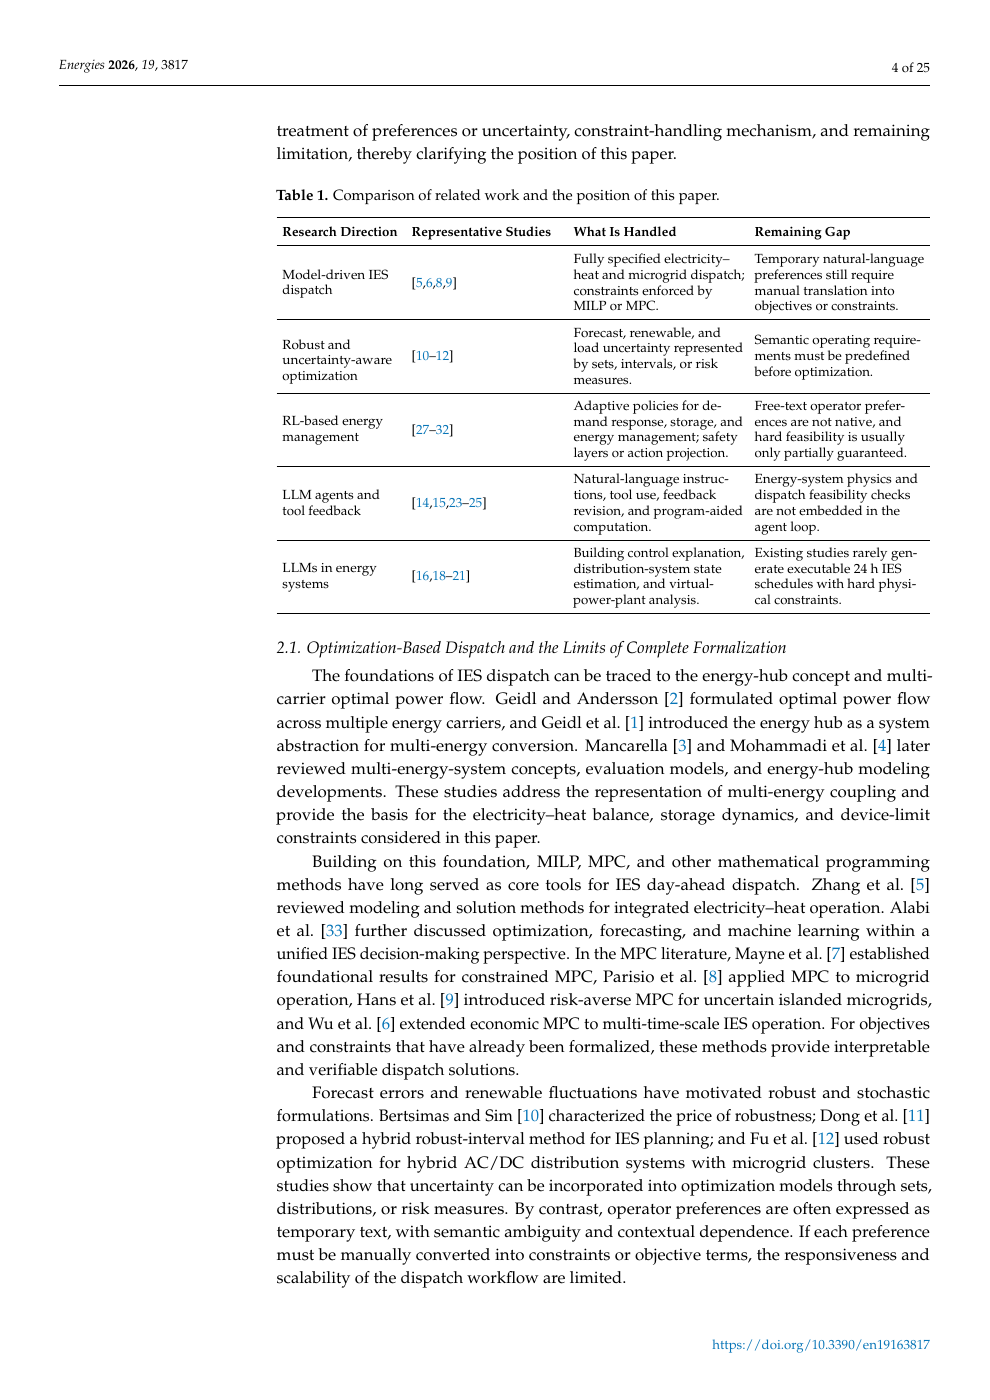 Energies 2026, 19, 3817
4 of 25
treatment of preferences or uncertainty, constraint-handling mechanism, and remaining
limitation, thereby clarifying the position of this paper.
Table 1. Comparison of related work and the position of this paper.
Research Direction Representative Studies What Is Handled Remaining Gap
Model-driven IES
dispatch
[5,6,8,9]
Fully specified electricity–
heat and microgrid dispatch;
constraints enforced by
MILP or MPC.
Temporary natural-language
preferences still require
manual translation into
objectives or constraints.
Robust and
uncertainty-aware
optimization
[10–12]
Forecast, renewable, and
load uncertainty represented
by sets, intervals, or risk
measures.
Semantic operating require-
ments must be predefined
before optimization.
RL-based energy
management
[27–32]
Adaptive policies for de-
mand response, storage, and
energy management; safety
layers or action projection.
Free-text operator prefer-
ences are not native, and
hard feasibility is usually
only partially guaranteed.
LLM agents and
tool feedback
[14,15,23–25]
Natural-language instruc-
tions, tool use, feedback
revision, and program-aided
computation.
Energy-system physics and
dispatch feasibility checks
are not embedded in the
agent loop.
LLMs in energy
systems
[16,18–21]
Building control explanation,
distribution-system state
estimation, and virtual-
power-plant analysis.
Existing studies rarely gen-
erate executable 24 h IES
schedules with hard physi-
cal constraints.
2.1. Optimization-Based Dispatch and the Limits of Complete Formalization
The foundations of IES dispatch can be traced to the energy-hub concept and multi-
carrier optimal power flow. Geidl and Andersson [2] formulated optimal power flow
across multiple energy carriers, and Geidl et al. [1] introduced the energy hub as a system
abstraction for multi-energy conversion. Mancarella [3] and Mohammadi et al. [4] later
reviewed multi-energy-system concepts, evaluation models, and energy-hub modeling
developments. These studies address the representation of multi-energy coupling and
provide the basis for the electricity–heat balance, storage dynamics, and device-limit
constraints considered in this paper.
Building on this foundation, MILP, MPC, and other mathematical programming
methods have long served as core tools for IES day-ahead dispatch. Zhang et al. [5]
reviewed modeling and solution methods for integrated electricity–heat operation. Alabi
et al. [33] further discussed optimization, forecasting, and machine learning within a
unified IES decision-making perspective. In the MPC literature, Mayne et al. [7] established
foundational results for constrained MPC, Parisio et al. [8] applied MPC to microgrid
operation, Hans et al. [9] introduced risk-averse MPC for uncertain islanded microgrids,
and Wu et al. [6] extended economic MPC to multi-time-scale IES operation. For objectives
and constraints that have already been formalized, these methods provide interpretable
and verifiable dispatch solutions.
Forecast errors and renewable fluctuations have motivated robust and stochastic
formulations. Bertsimas and Sim [10] characterized the price of robustness; Dong et al. [11]
proposed a hybrid robust-interval method for IES planning; and Fu et al. [12] used robust
optimization for hybrid AC/DC distribution systems with microgrid clusters. These
studies show that uncertainty can be incorporated into optimization models through sets,
distributions, or risk measures. By contrast, operator preferences are often expressed as
temporary text, with semantic ambiguity and contextual dependence. If each preference
must be manually converted into constraints or objective terms, the responsiveness and
scalability of the dispatch workflow are limited.
https://doi.org/10.3390/en19163817